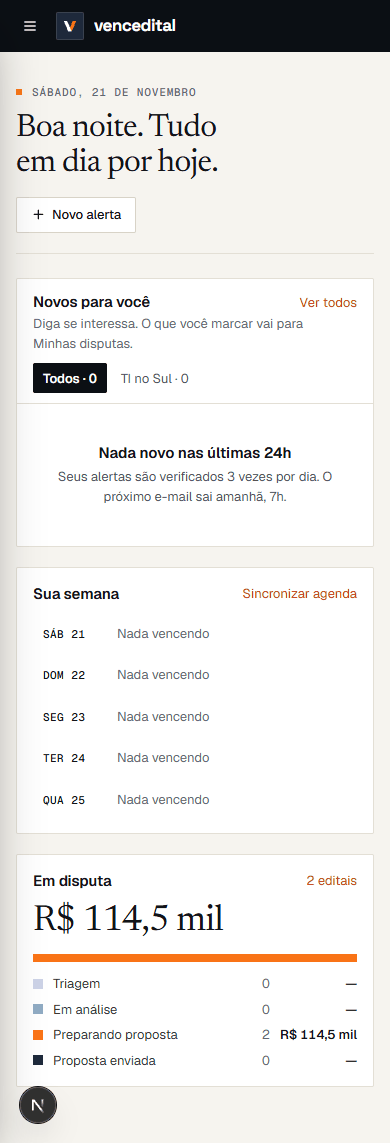 vencedital
SÁBADO, 21 DE NOVEMBRO
Boa noite. Tudo
em dia por hoje.
+ Novo alerta
Novos para você Ver todos
Diga se interessa. O que você marcar vai para
Minhas disputas.
Todos · 0 TI no Sul · 0
Nada novo nas últimas 24h
Seus alertas são verificados 3 vezes por dia. O
próximo e-mail sai amanhã, 7h.
Sua semana Sincronizar agenda
SÁB 21 Nada vencendo
DOM 22 Nada vencendo
SEG 23 Nada vencendo
TER 24 Nada vencendo
QUA 25 Nada vencendo
Em disputa 2 editais
R$ 114,5 mil
Triagem 0 —
Em análise 0 —
Preparando proposta 2 R$ 114,5 mil
Proposta enviada 0 —
N